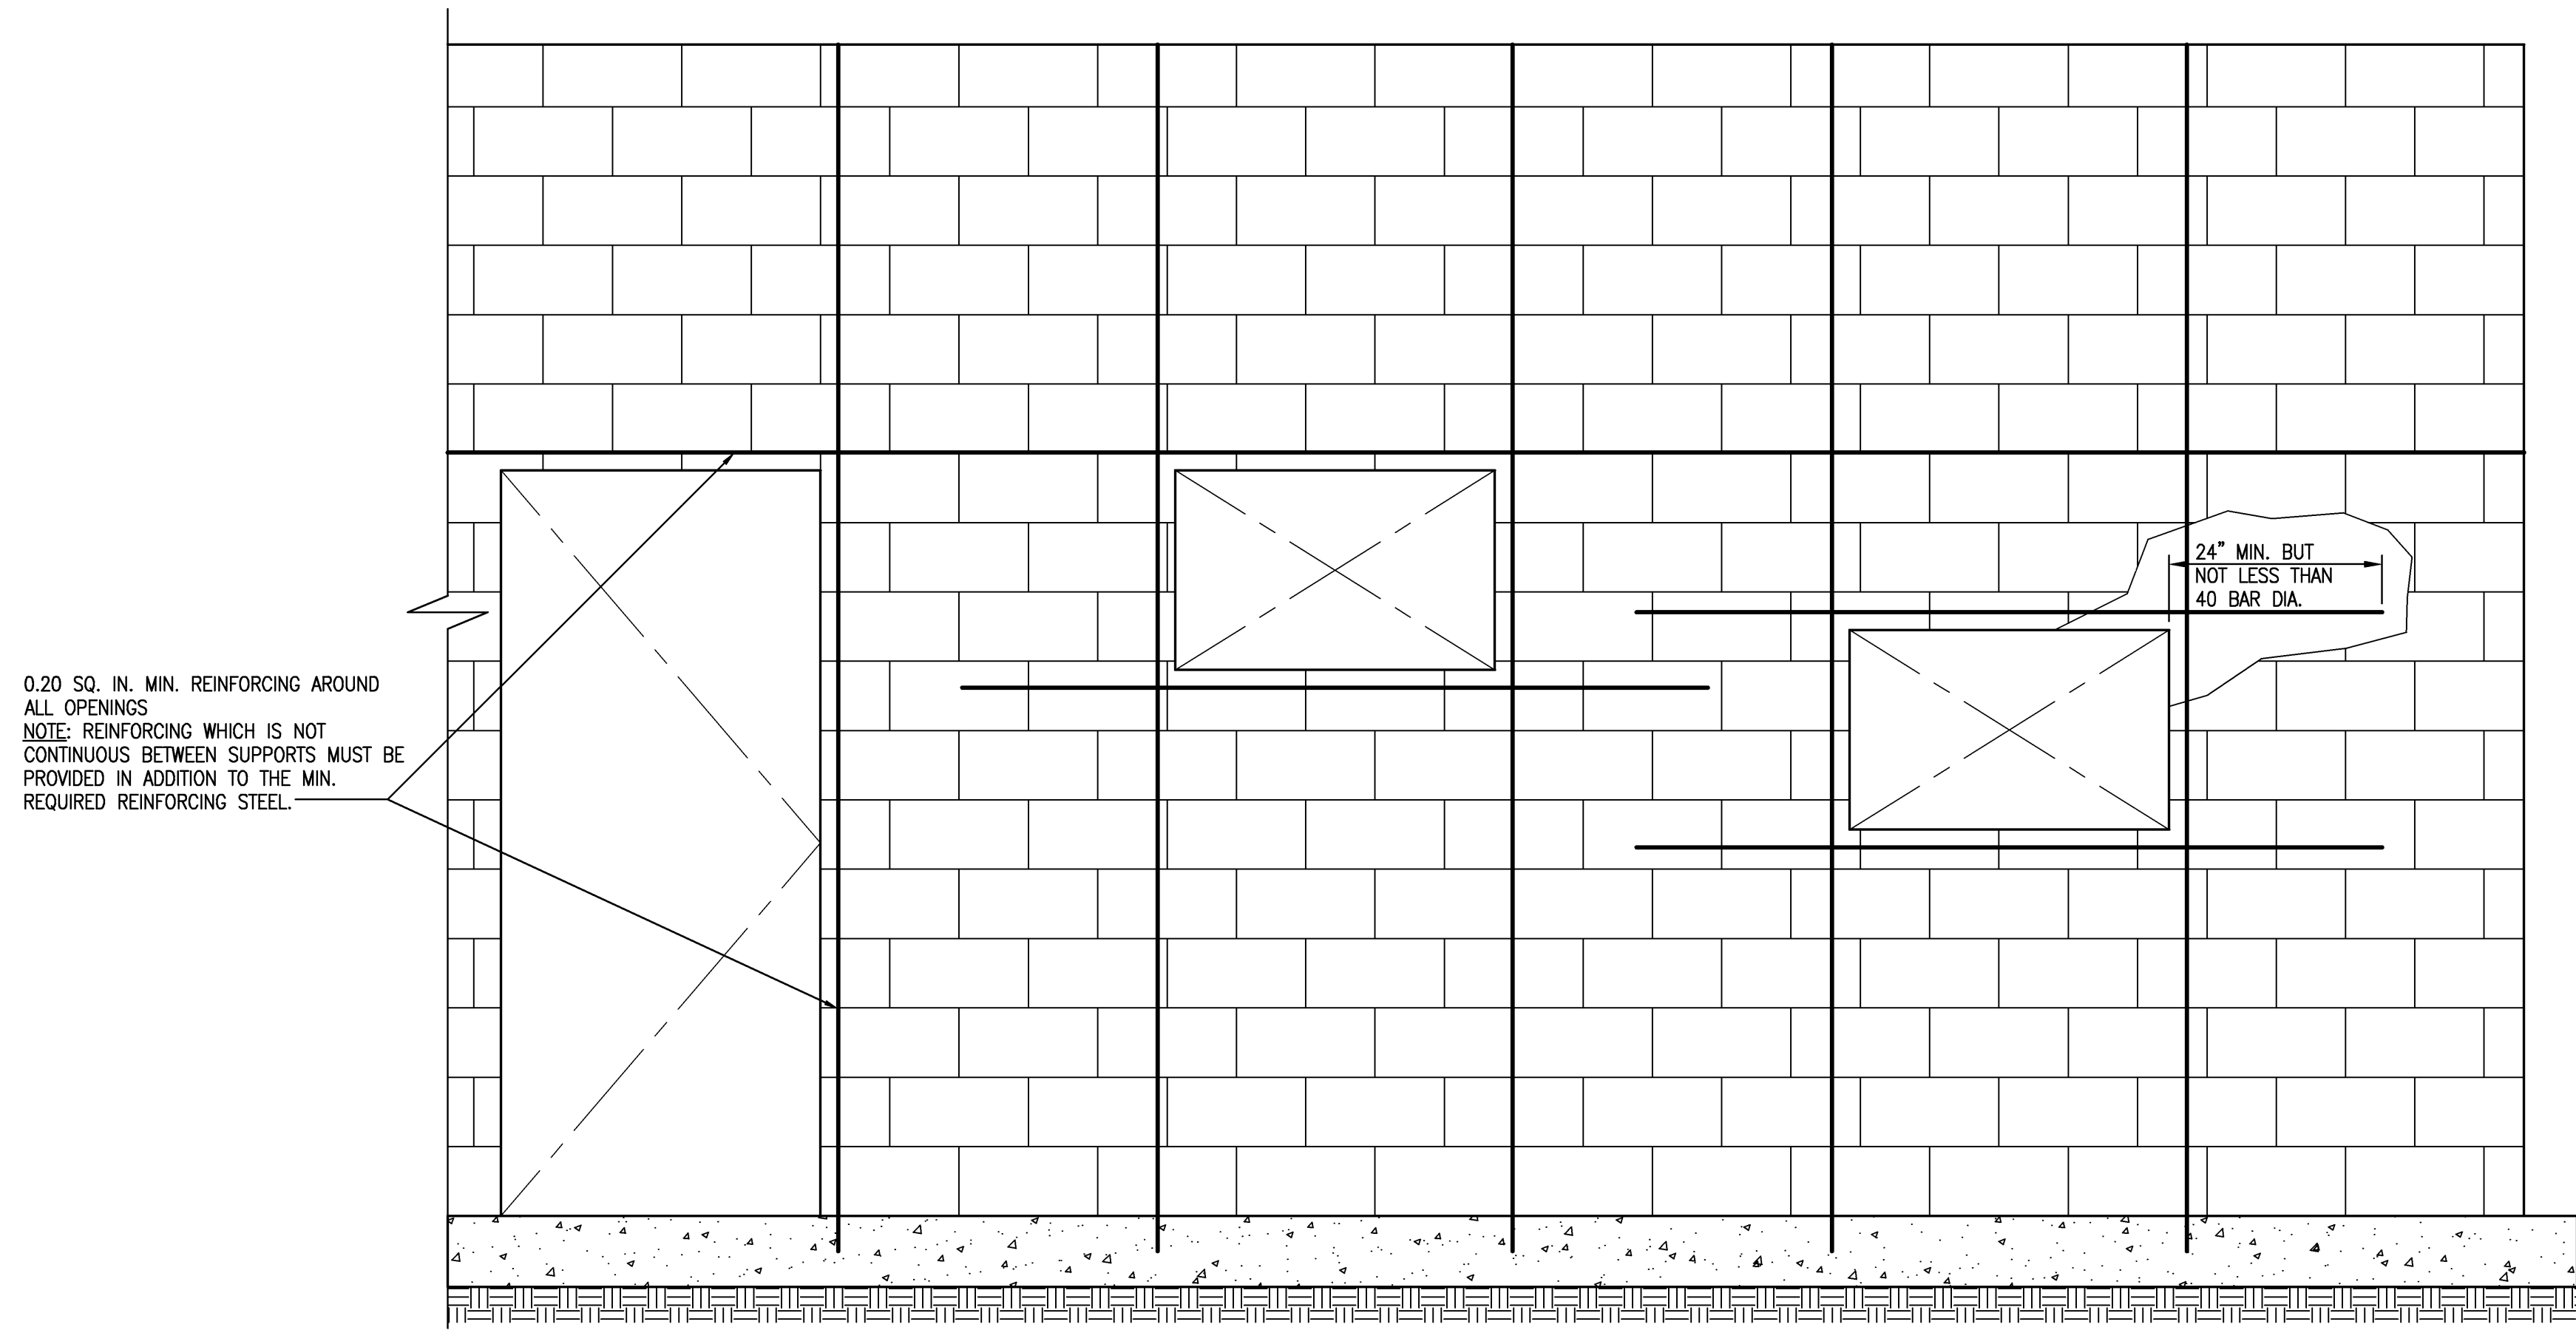 0.20 SQ. IN. MIN. REINFORCING AROUND
ALL OPENINGS
NOTE: REINFORCING WHICH IS NOT
CONTINUOUS BETWEEN SUPPORTS MUST BE
PROVIDED IN ADDITION TO THE MIN.
REQUIRED REINFORCING STEEL.
24” MIN. BUT
NOT LESS THAN
40 BAR DIA.